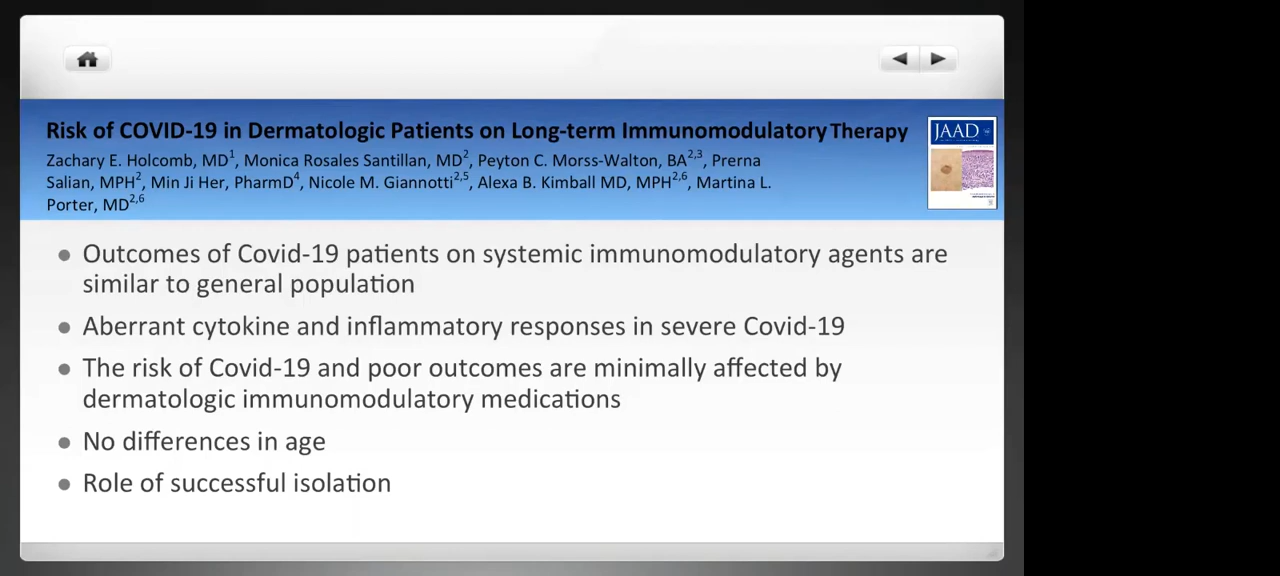 Risk of COVID-19 in Dermatologic Patients on Long-term Immunomodulatory Therapy
Zachary E. Holcomb, MD1, Monica Rosales Santillan, MD2, Peyton C. Morss-Walton, BA2,3, Prerna
Salian, MPH2, Min Ji Her, PharmD4, Nicole M. Giannotti2,5, Alexa B. Kimball MD, MPH2,6, Martina L.
Porter, MD2,6
JAAD
Outcomes of Covid-19 patients on systemic immunomodulatory agents are
similar to general population
Aberrant cytokine and inflammatory responses in severe Covid-19
The risk of Covid-19 and poor outcomes are minimally affected by
dermatologic immunomodulatory medications
No differences in age
Role of successful isolation